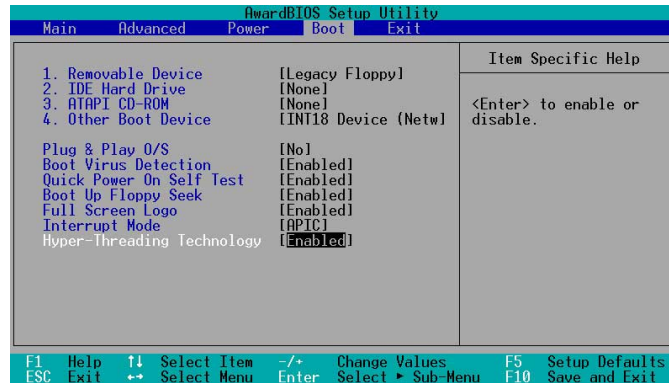 AwardBIOS Setup Utility
Main Advanced Power Boot Exit
Item Specific Help
1. Removable Device [Legacy Floppy]
2. IDE Hard Drive [None]
3. ATAPI CD-ROM [None] <Enter> to enable or
4. Other Boot Device [INT18 Device (Netw] disable.
Plug & Play O/S [No]
Boot Virus Detection [Enabled]
Quick Power On Self Test [Enabled]
Boot Up Floppy Seek [Enabled]
Full Screen Logo [Enabled]
Interrupt Mode [APIC]
Hyper-Threading Technology [Enabled]
F1 Help ↑↓ Select Item -/+ Change Values F5 Setup Defaults
ESC Exit ←→ Select Menu Enter Select ► Sub-Menu F10 Save and Exit